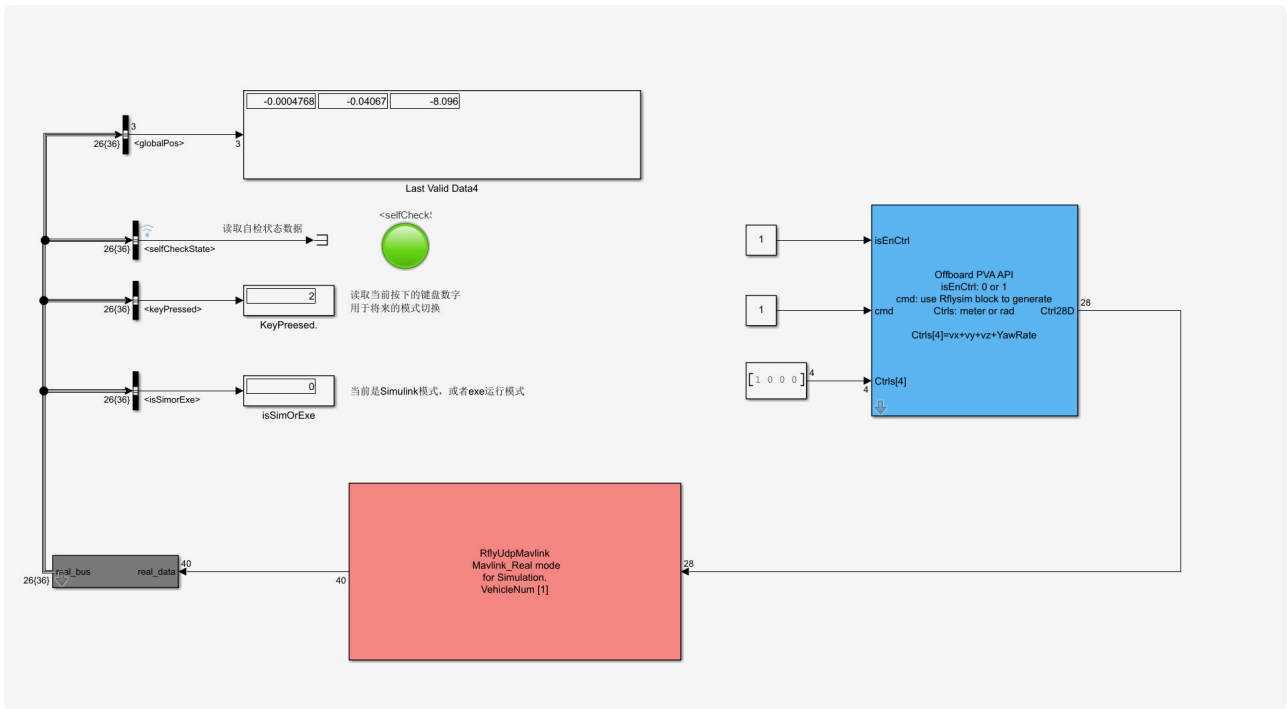 -0.0004768 -0.04067 -8.096
3
26{36}
<globalPos>
3
Last Valid Data4
<selfCheckS
读取自检状态数据
26{36}
<selfCheckState>
2
读取当前按下的键盘数字
用于将来的模式切换
26{36}
<keyPressed>
KeyPreesed.
0
当前是Simulink模式，或者exe运行模式
26{36}
<isSimorExe>
isSimOrExe
1
isEnCtrl
Offboard PVA API
isEnCtrl: 0 or 1
cmd: use Rflysim block to generate
Ctrls: meter or rad
Ctrls[4]=vx+vy+vz+YawRate
1
cmd
Ctrl28D
28
[1 0 0 0]
4
4
Ctrls[4]
RflyUdpMavlink
Mavlink_Real mode
for Simulation.
VehicleNum [1]
28
40
40
real_data
real_bus
26{36}